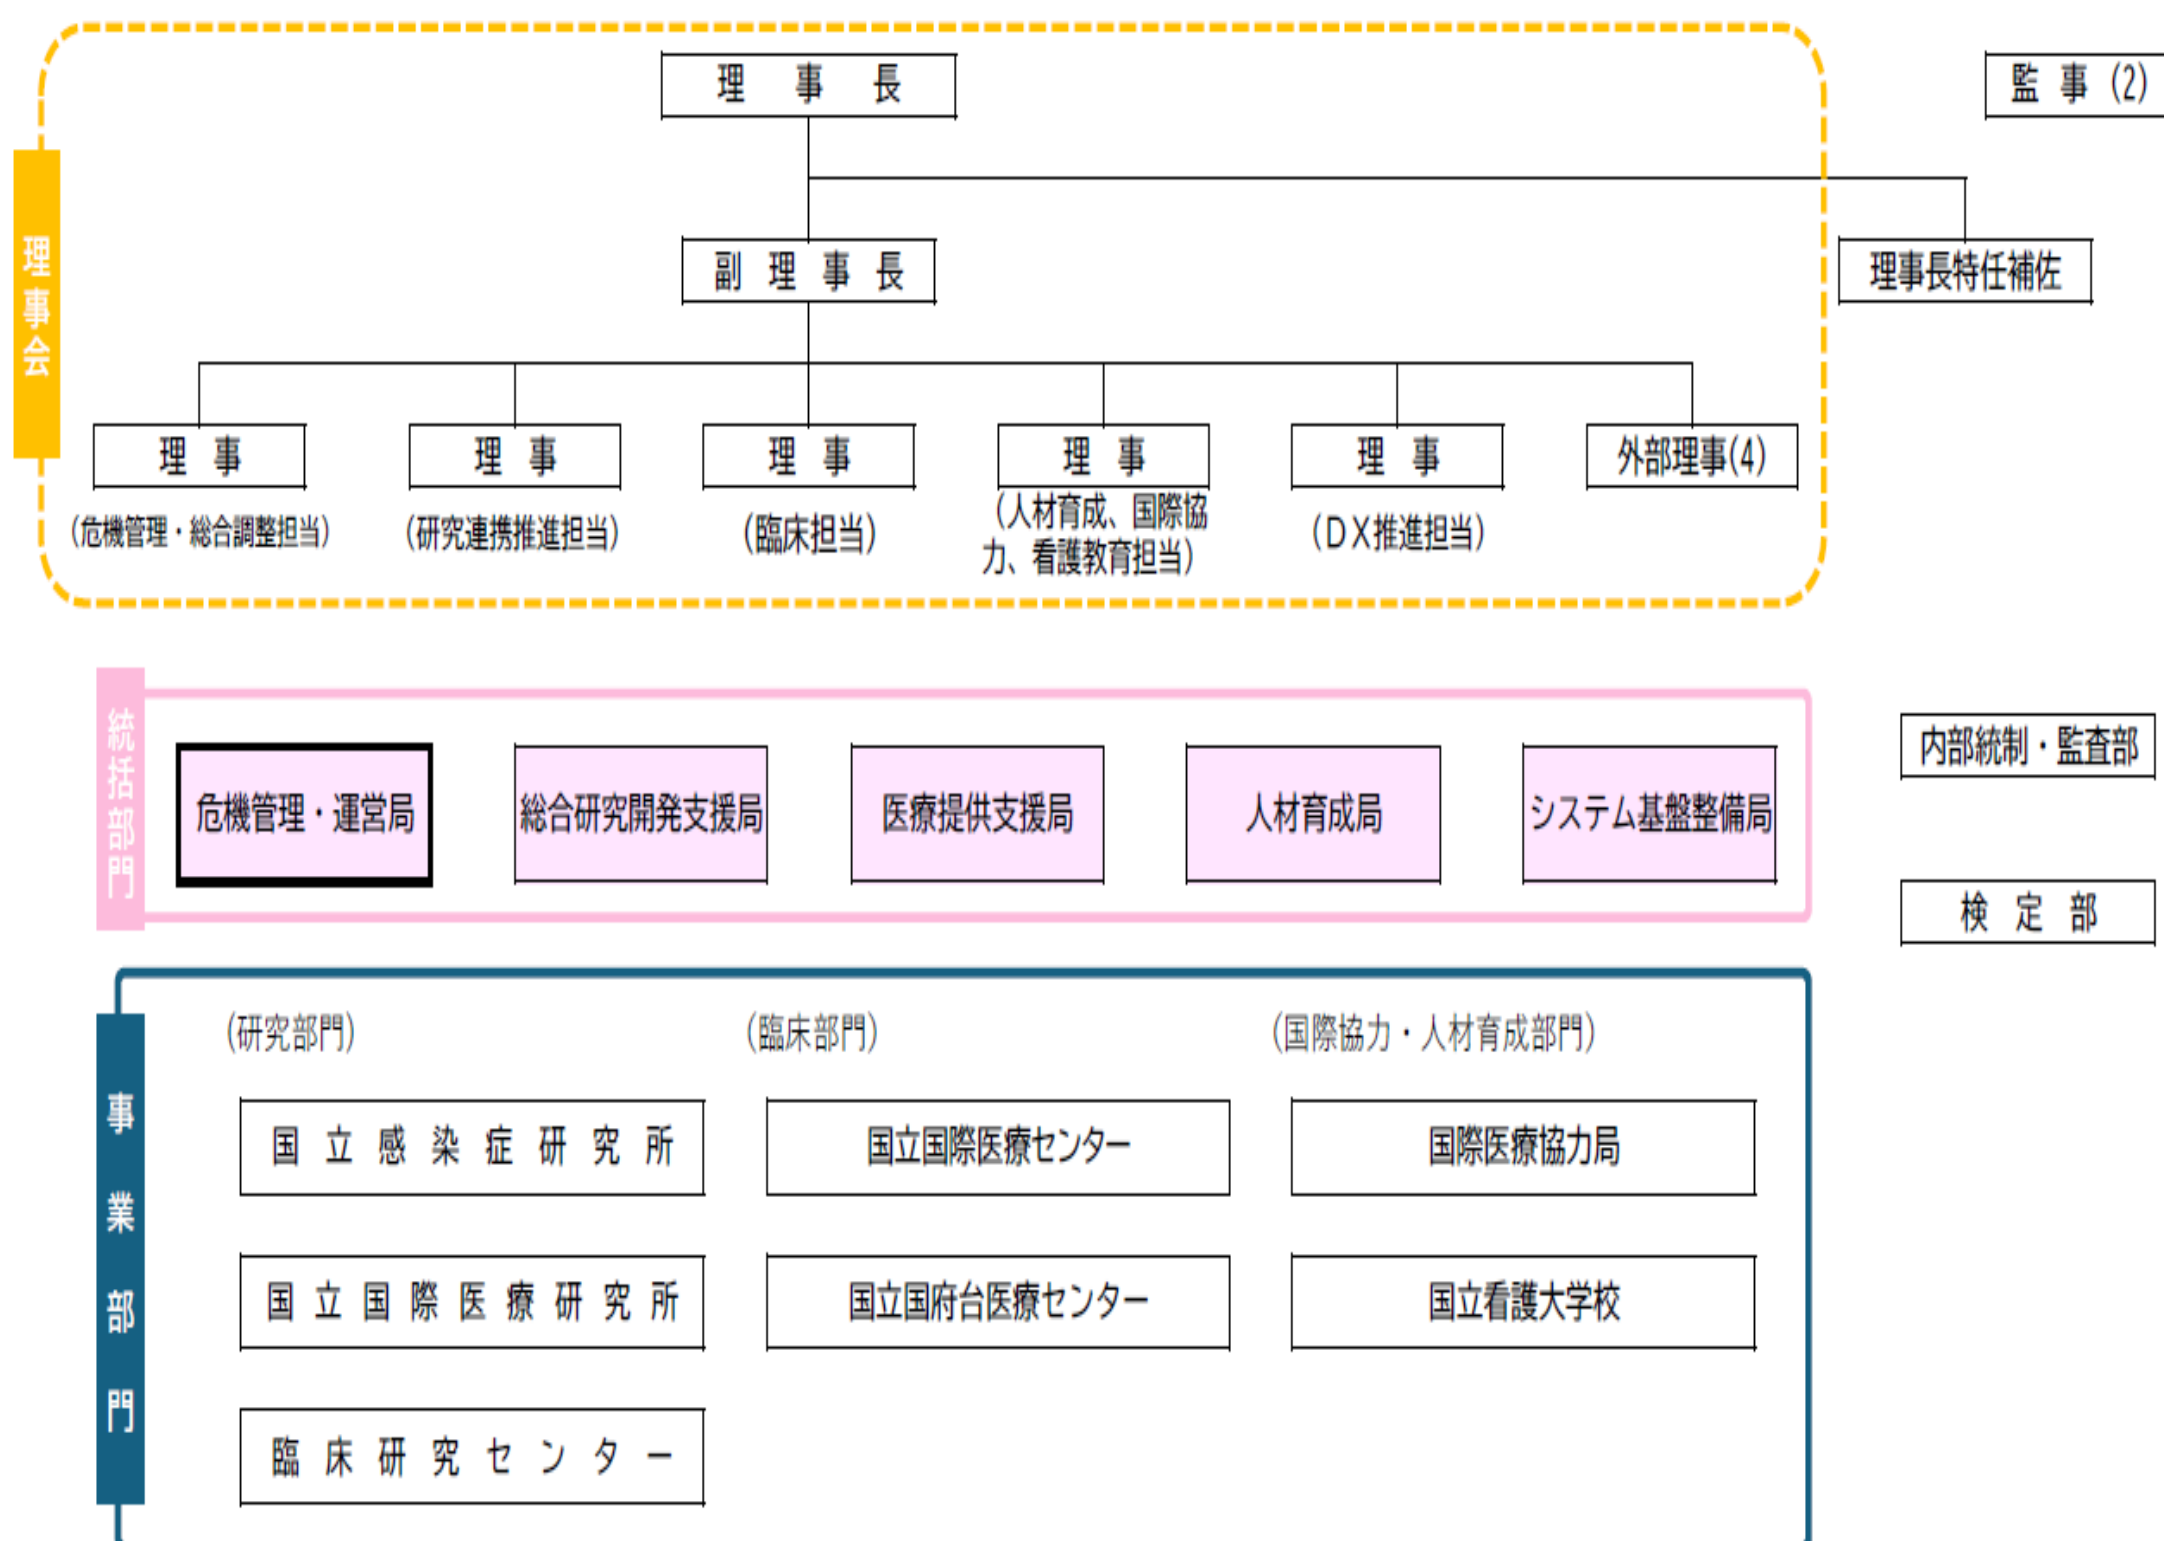 理事長
監事(2)
理事会
副理事長
理事長特任補佐
理事
理事
理事
理事
理事
外部理事(4)
(危機管理・総合調整担当)
(研究連携推進担当)
(臨床担当)
(人材育成、国際協
力、看護教育担当)
(DX推進担当)
統括部門
危機管理・運営局
総合研究開発支援局
医療提供支援局
人材育成局
システム基盤整備局
内部統制・監査部
検定部
事業部門
(研究部門)
(臨床部門)
(国際協力・人材育成部門)
国立感染症研究所
国立国際医療センター
国際医療協力局
国立国際医療研究所
国立国府台医療センター
国立看護大学校
臨床研究センター